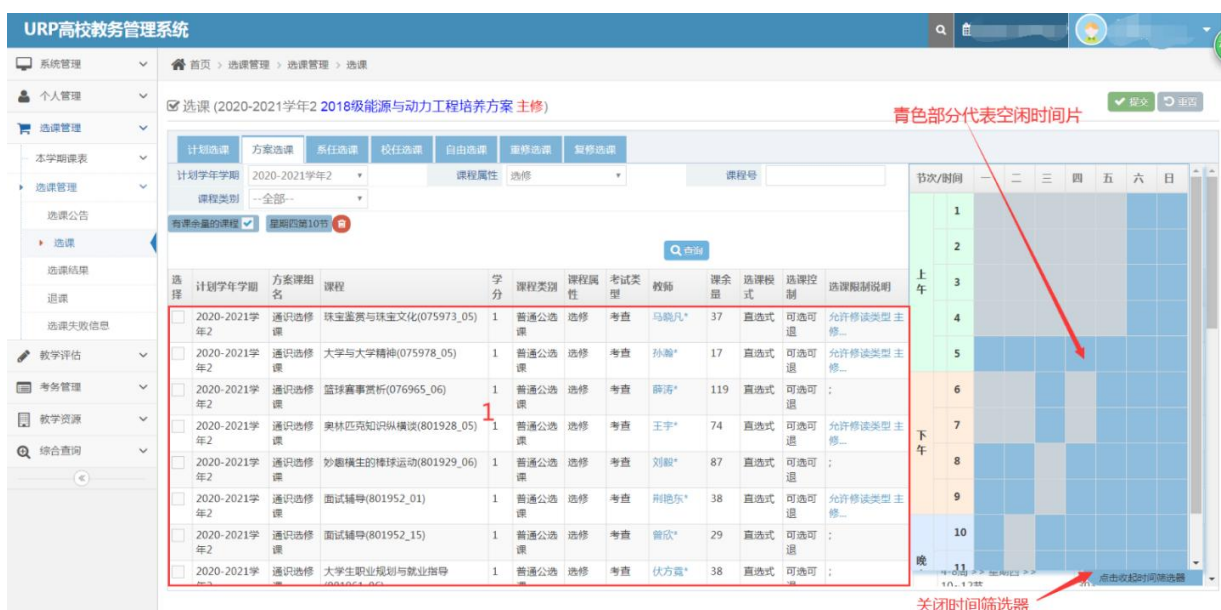 URP高校教务管理系统
系统管理
个人管理
选课管理
本学期课表
选课管理
选课公告
选课
选课结果
退课
选课失败信息
教学评估
考务管理
教学资源
综合查询
首页 > 选课管理 > 选课管理 > 选课
选课 (2020-2021学年2 2018级能源与动力工程培养方案 主修)
提交
重置
青色部分代表空闲时间片
计划选课 方案选课 系任选课 校任选课 自由选课 重修选课 复修选课
计划学年学期 2020-2021学年2 课程属性 选修 课程号
课程类别 --全部--
有课余量的课程 星期四第10节
查询
选择 计划学年学期 方案课组名 课程 学分 课程类别 课程属性 考试类型 教师 课余量 选课模式 选课控制 选课限制说明
2020-2021学年2 通识选修课 珠宝鉴赏与珠宝文化(075973_05) 1 普通公选课 选修 考查 马晓凡* 37 直选式 可选可退 允许修读类型 主修...
2020-2021学年2 通识选修课 大学与大学精神(075978_05) 1 普通公选课 选修 考查 孙瀚* 17 直选式 可选可退 允许修读类型 主修...
2020-2021学年2 通识选修课 篮球赛事赏析(076965_06) 1 普通公选课 选修 考查 薛涛* 119 直选式 可选可退 ;
1
2020-2021学年2 通识选修课 奥林匹克知识纵横谈(801928_05) 1 普通公选课 选修 考查 王宇* 74 直选式 可选可退 允许修读类型 主修...
2020-2021学年2 通识选修课 妙趣横生的棒球运动(801929_06) 1 普通公选课 选修 考查 刘毅* 87 直选式 可选可退 ;
2020-2021学年2 通识选修课 面试辅导(801952_01) 1 普通公选课 选修 考查 邢艳东* 38 直选式 可选可退 允许修读类型 主修...
2020-2021学年2 通识选修课 面试辅导(801952_15) 1 普通公选课 选修 考查 曾欣* 29 直选式 可选可退 ;
2020-2021学 通识选修 大学生职业规划与就业指导 1 普通公选 选修 考查 伏方霞* 38 直选式 可选可 ;
节次/时间 一 二 三 四 五 六 日
上午
1
2
3
4
5
下午
6
7
8
9
晚
10
11
点击收起时间筛选器
10-12节
关闭时间筛选器